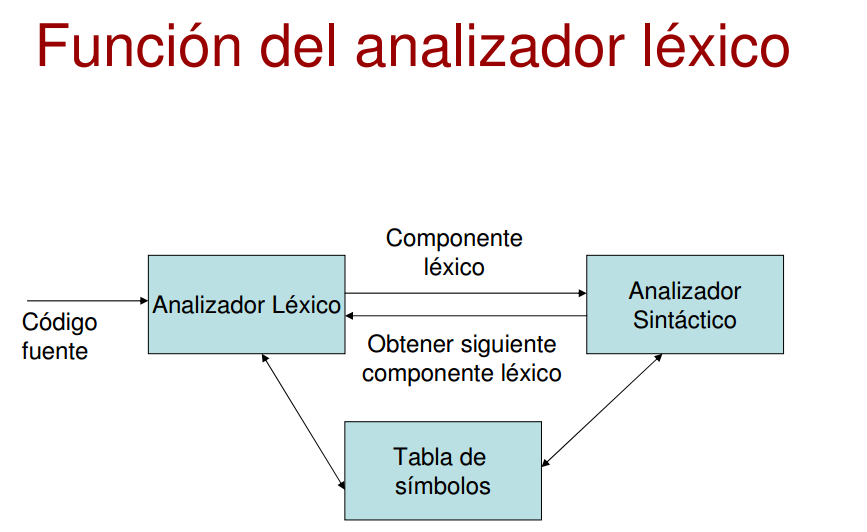 Función del analizador léxico
Componente
léxico
Analizador Léxico
Analizador
Sintáctico
Código
fuente
Obtener siguiente
componente léxico
Tabla de
símbolos